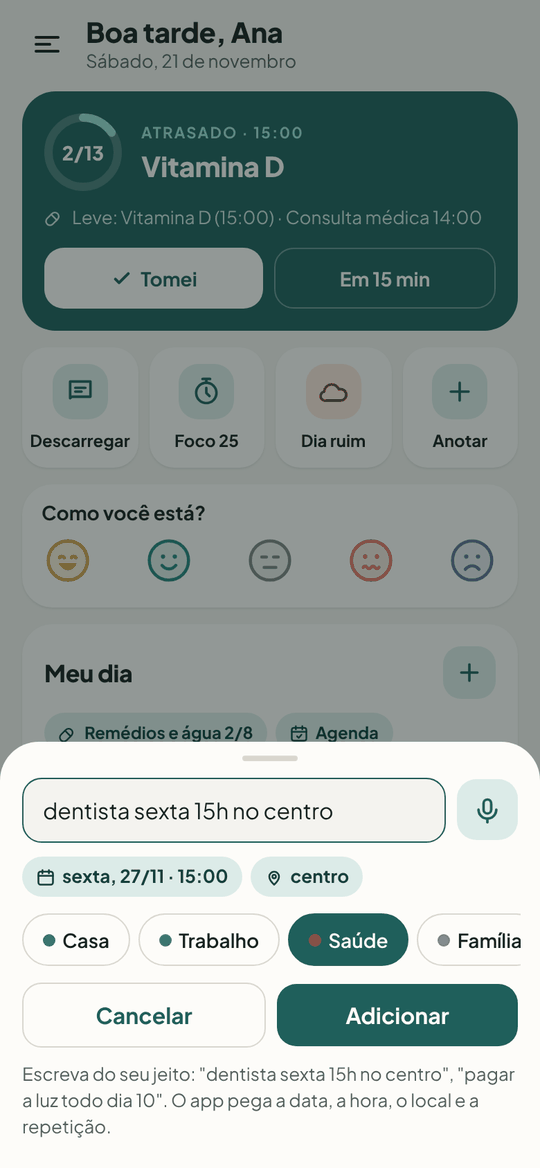 Boa tarde, Ana
Sábado, 21 de novembro
2/13
ATRASADO · 15:00
Vitamina D
Leve: Vitamina D (15:00) · Consulta médica 14:00
Tomei
Em 15 min
Descarregar
Foco 25
Dia ruim
Anotar
Como você está?
Meu dia
Remédios e água 2/8
Agenda
dentista sexta 15h no centro
sexta, 27/11 · 15:00
centro
Casa
Trabalho
Saúde
Família
Cancelar
Adicionar
Escreva do seu jeito: "dentista sexta 15h no centro", "pagar
a luz todo dia 10". O app pega a data, a hora, o local e a
repetição.